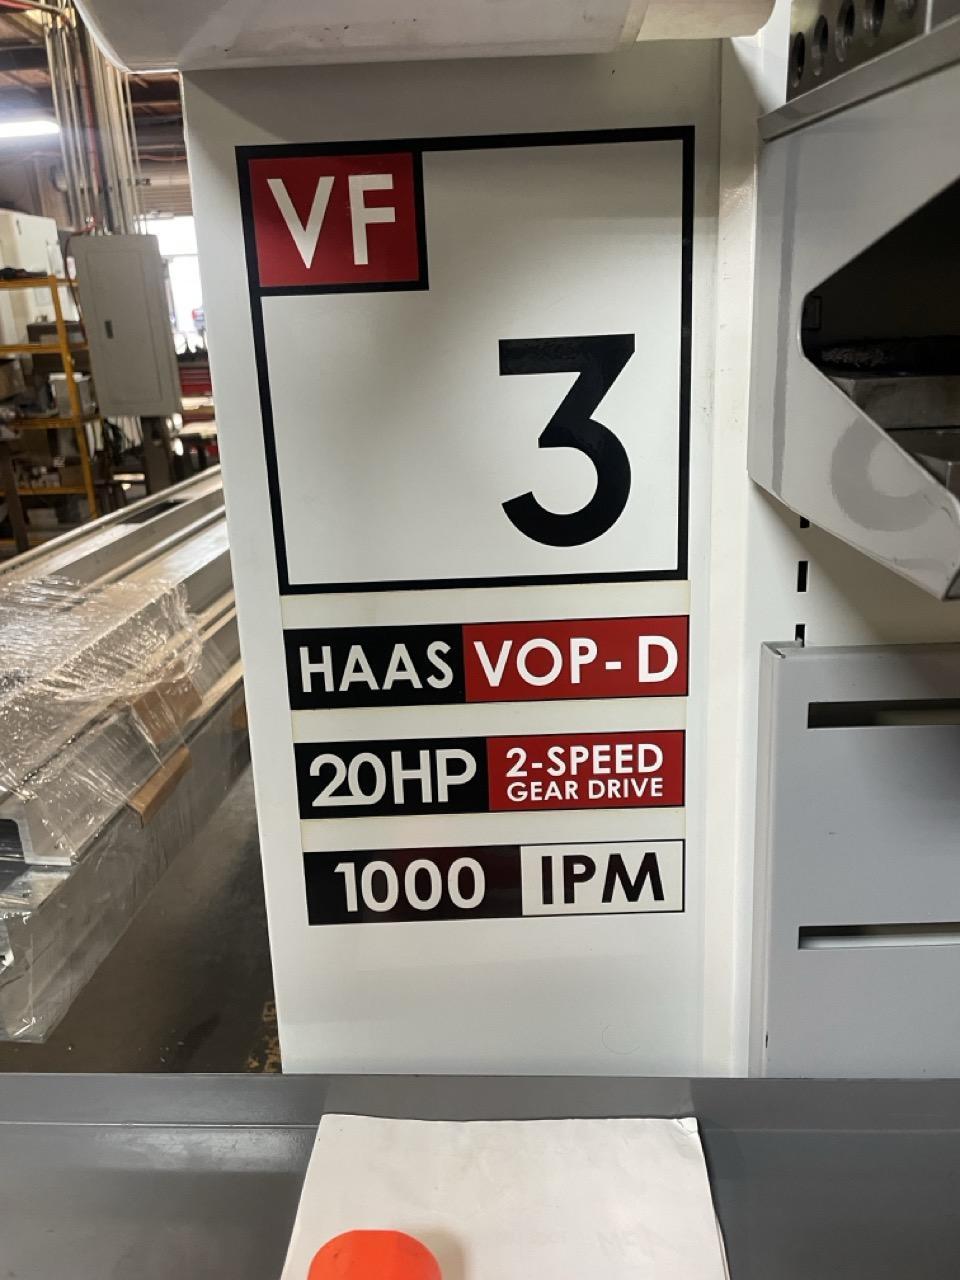 VF
3
HAAS VOP-D
20HP 2-SPEED
GEAR DRIVE
1000 IPM